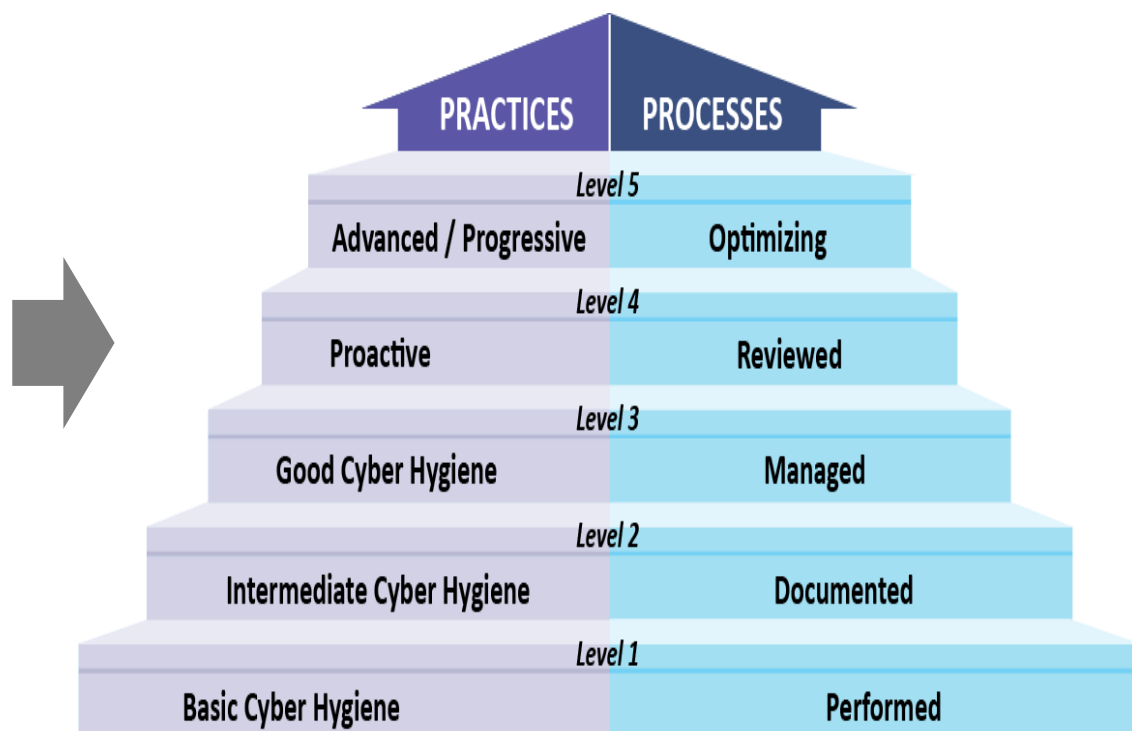 PRACTICES PROCESSES
Level 5
Advanced / Progressive Optimizing
Level 4
Proactive Reviewed
Level 3
Good Cyber Hygiene Managed
Level 2
Intermediate Cyber Hygiene Documented
Level 1
Basic Cyber Hygiene Performed